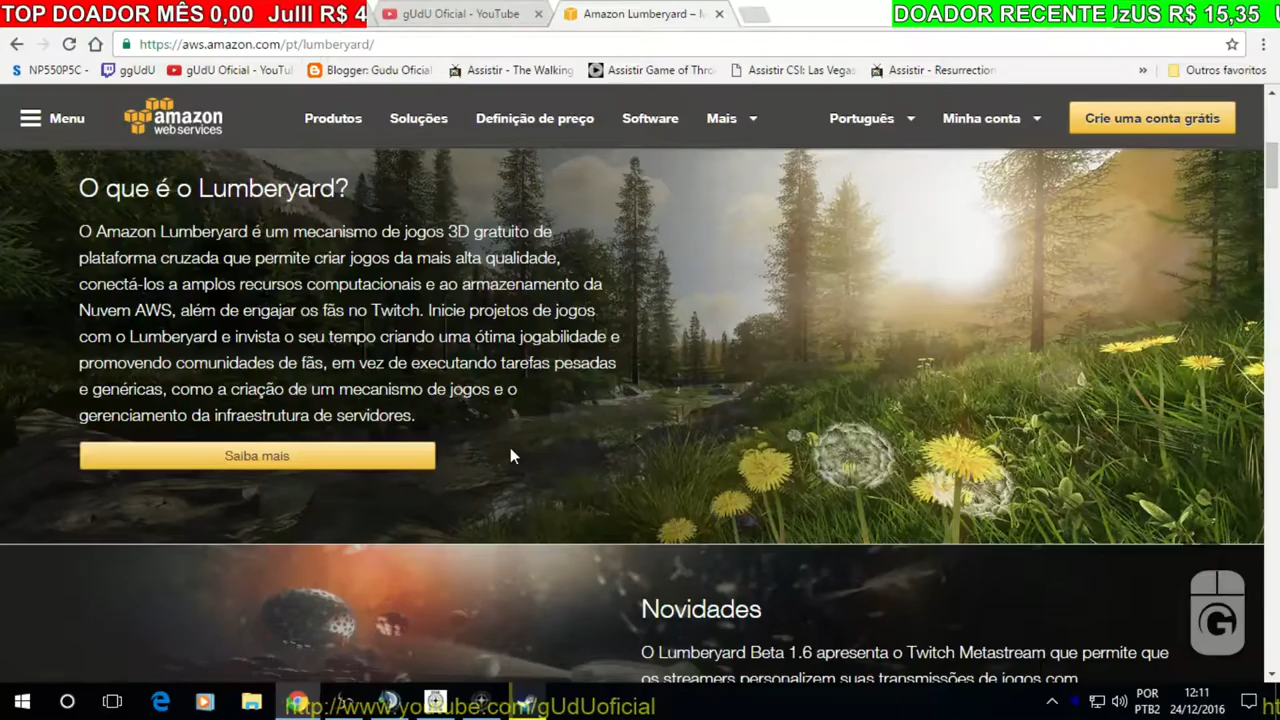 TOP DOADOR MÊS 0,00 JuIII R$ 4
gUdU Oficial - YouTube
Amazon Lumberyard –
DOADOR RECENTE JzUS R$ 15,35
https://aws.amazon.com/pt/lumberyard/
NP550P5C -
ggUdU
gUdU Oficial - YouTul
Blogger: Gudu Oficial
Assistir - The Walking
Assistir Game of Thro
Assistir CSI: Las Vegas
Assistir - Resurrection
»
Outros favoritos
Menu
amazon
webservices
Produtos
Soluções
Definição de preço
Software
Mais
Português
Minha conta
Crie uma conta grátis
O que é o Lumberyard?
O Amazon Lumberyard é um mecanismo de jogos 3D gratuito de
plataforma cruzada que permite criar jogos da mais alta qualidade,
conectá-los a amplos recursos computacionais e ao armazenamento da
Nuvem AWS, além de engajar os fãs no Twitch. Inicie projetos de jogos
com o Lumberyard e invista o seu tempo criando uma ótima jogabilidade e
promovendo comunidades de fãs, em vez de executando tarefas pesadas
e genéricas, como a criação de um mecanismo de jogos e o
gerenciamento da infraestrutura de servidores.
Saiba mais
Novidades
O Lumberyard Beta 1.6 apresenta o Twitch Metastream que permite que
os streamers personalizem suas transmissões de jogos com
http://www.youtube.com/gUdUoficial
POR
PTB2
12:11
24/12/2016